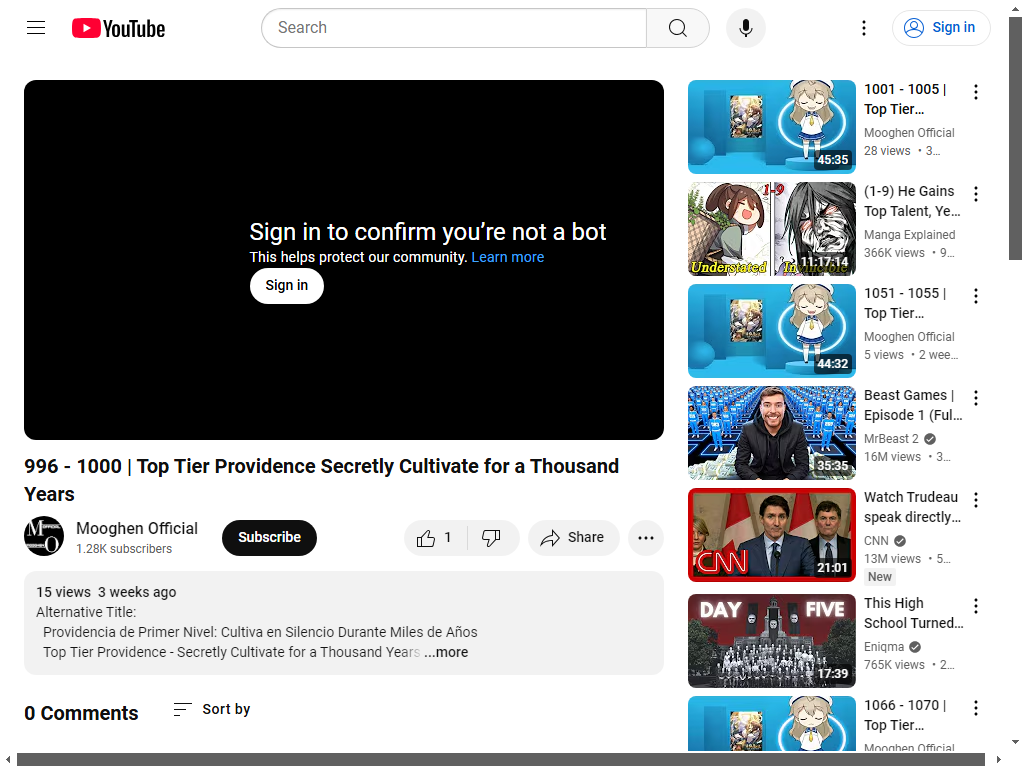 YouTube
Search
Sign in
Sign in to confirm you’re not a bot
This helps protect our community. Learn more
Sign in
996 - 1000 | Top Tier Providence Secretly Cultivate for a Thousand
Years
Mooghen Official
1.28K subscribers
Subscribe
1
Share
15 views 3 weeks ago
Alternative Title:
Providencia de Primer Nivel: Cultiva en Silencio Durante Miles de Años
Top Tier Providence - Secretly Cultivate for a Thousand Years ...more
0 Comments
Sort by
45:35
1001 - 1005 |
Top Tier…
Mooghen Official
28 views • 3…
1-9
Understated Invincible
11:17:14
(1-9) He Gains
Top Talent, Ye…
Manga Explained
366K views • 9…
44:32
1051 - 1055 |
Top Tier…
Mooghen Official
5 views • 2 wee…
35:35
Beast Games |
Episode 1 (Ful…
MrBeast 2
16M views • 3…
CNN
21:01
Watch Trudeau
speak directly…
CNN
13M views • 5…
New
DAY FIVE
17:39
This High
School Turned…
Eniqma
765K views • 2…
1066 - 1070 |
Top Tier…
Mooghen Official